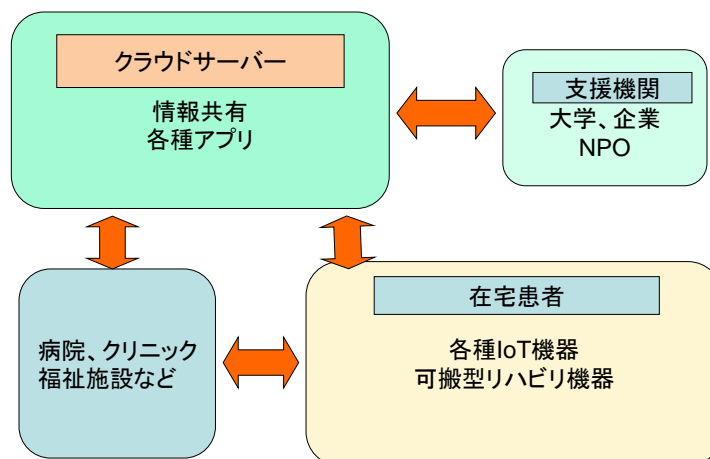 クラウドサーバー
情報共有
各種アプリ
支援機関
大学、企業
NPO
病院、クリニック
福祉施設など
在宅患者
各種IoT機器
可搬型リハビリ機器